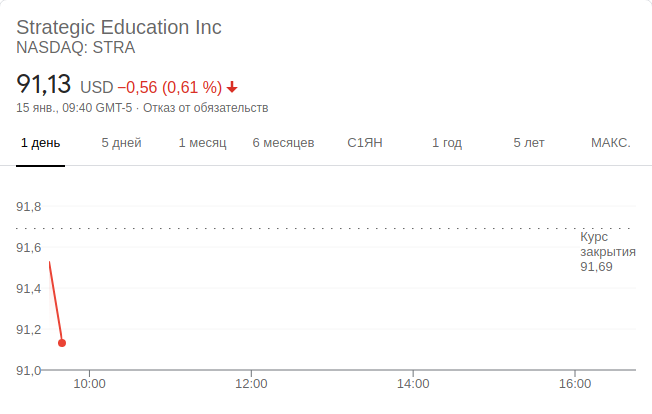 Strategic Education Inc
NASDAQ: STRA
91,13 USD −0,56 (0,61 %)
15 янв., 09:40 GMT-5 · Отказ от обязательств
1 день 5 дней 1 месяц 6 месяцев С1ЯН 1 год 5 лет МАКС.
91,8
Курс
91,6
закрытия
91,69
91,4
91,2
91,0
10:00 12:00 14:00 16:00